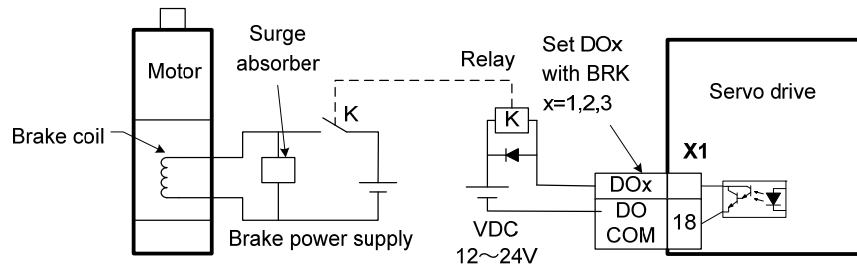 Motor
Brake coil
Surge
absorber
K
Brake power supply
Relay
K
VDC
12～24V
Set DOx
with BRK
x=1,2,3
Servo drive
X1
DOx
DO
COM
18